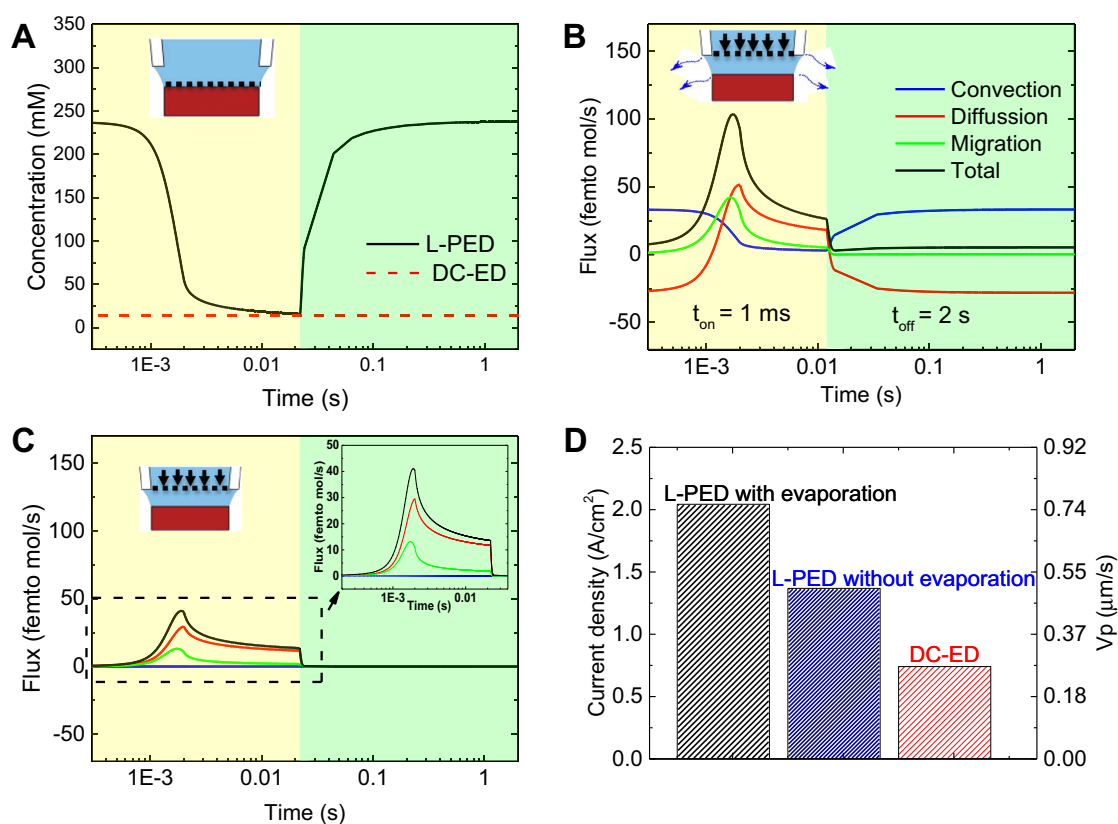 A
350
300
250
200
150
100
50
0
Concentration (mM)
L-PED
DC-ED
1E-3
0.01
0.1
1
Time (s)
B
150
100
50
0
-50
Flux (femto mol/s)
Convection
Diffussion
Migration
Total
t_on = 1 ms
t_off = 2 s
1E-3
0.01
0.1
1
Time (s)
C
150
100
50
0
-50
Flux (femto mol/s)
50
40
30
20
10
0
Flux (femto mol/s)
1E-3
0.01
Time (s)
1E-3
0.01
0.1
1
Time (s)
D
2.5
2.0
1.5
1.0
0.5
0.0
Current density (A/cm²)
L-PED with evaporation
L-PED without evaporation
DC-ED
0.92
0.74
0.55
0.37
0.18
0.00
Vp (μm/s)